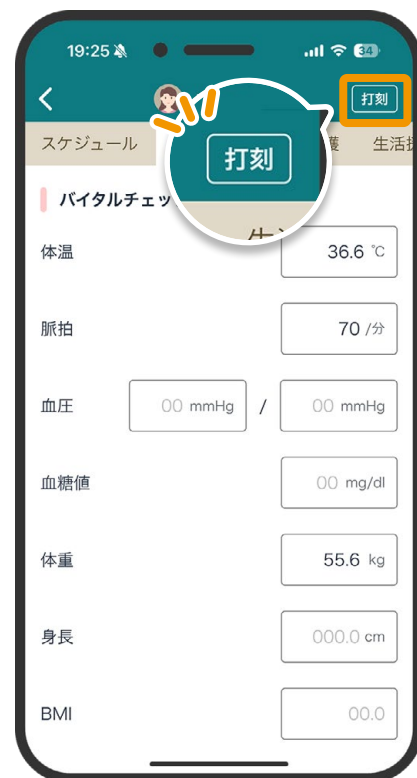 19:25 34
打刻
スケジュール 護 生活
打刻
バイタルチェッ
体温 36.6 ℃
脈拍 70 /分
血圧 00 mmHg / 00 mmHg
血糖値 00 mg/dl
体重 55.6 kg
身長 000.0 cm
BMI 00.0